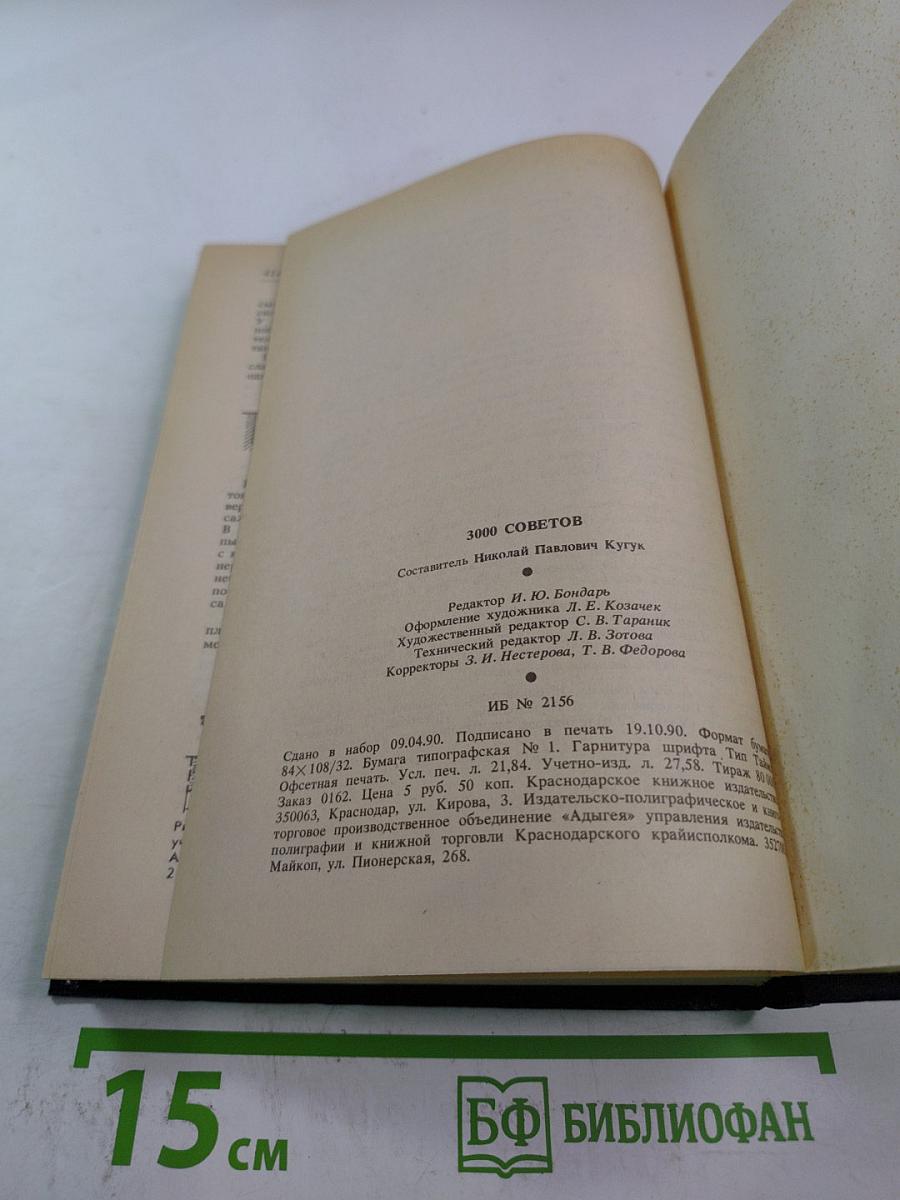 3000 СОВЕТОВ
Составитель Николай Павлович Кугук
Редактор И. Ю. Бондарь
Оформление художника Л. Е. Козачек
Художественный редактор С. В. Тараник
Технический редактор Л. В. Зотова
Корректоры З. И. Нестерова, Т. В. Федорова
ИБ № 2156
Сдано в набор 09.04.90. Подписано в печать 19.10.90. Формат
84×108/32. Бумага типографская № 1. Гарнитура шрифта Тип
Офсетная печать. Усл. печ. л. 21,84. Учетно-изд. л. 27,58. Тираж
Заказ 0162. Цена 5 руб. 50 коп. Краснодарское книжное
350063, Краснодар, ул. Кирова, 3. Издательско-полиграфическое и
торговое производственное объединение «Адыгея» управления
полиграфии и книжной торговли Краснодарского крайисполкома.
Майкоп, ул. Пионерская, 268.
15 см
БФ БИБЛИОФАН